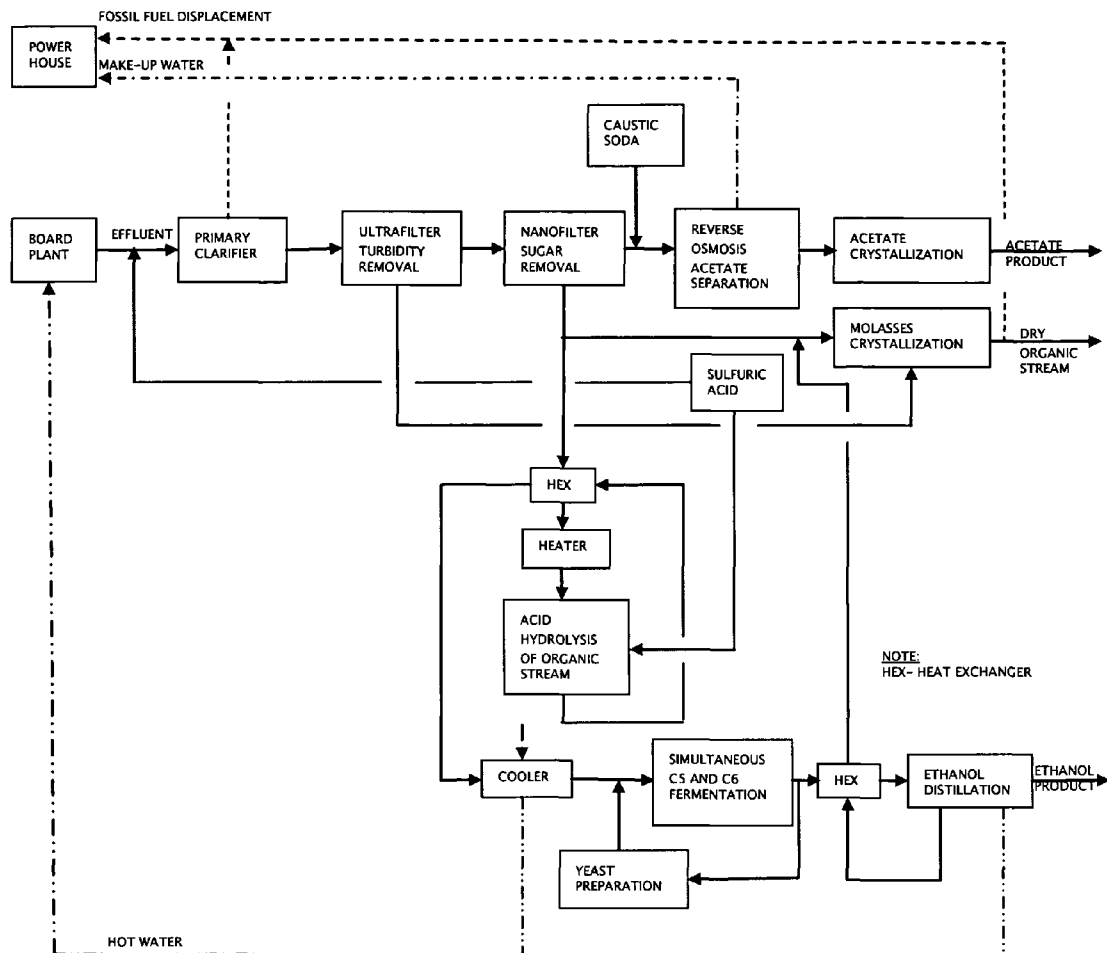 FOSSIL FUEL DISPLACEMENT
POWER
HOUSE
MAKE-UP WATER
CAUSTIC
SODA
BOARD
PLANT
EFFLUENT
PRIMARY
CLARIFIER
ULTRAFILTER
TURBIDITY
REMOVAL
NANOFILTER
SUGAR
REMOVAL
REVERSE
OSMOSIS
ACETATE
SEPARATION
ACETATE
CRYSTALLIZATION
ACETATE
PRODUCT
MOLASSES
CRYSTALLIZATION
DRY
ORGANIC
STREAM
SULFURIC
ACID
HEX
HEATER
ACID
HYDROLYSIS
OF ORGANIC
STREAM
NOTE:
HEX- HEAT EXCHANGER
COOLER
SIMULTANEOUS
C5 AND C6
FERMENTATION
HEX
ETHANOL
DISTILLATION
ETHANOL
PRODUCT
YEAST
PREPARATION
HOT WATER